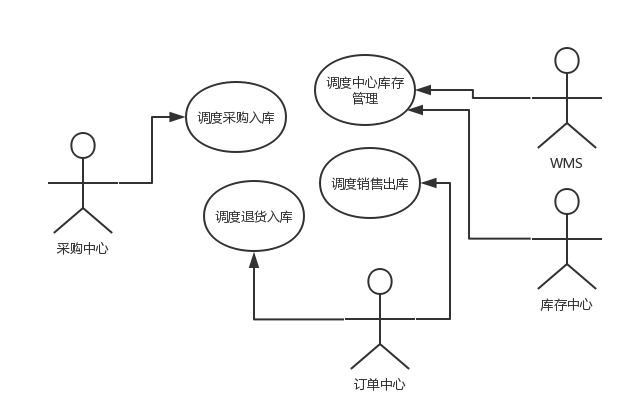 调度中心库存
管理
调度采购入库
WMS
调度销售出库
调度退货入库
采购中心
库存中心
订单中心